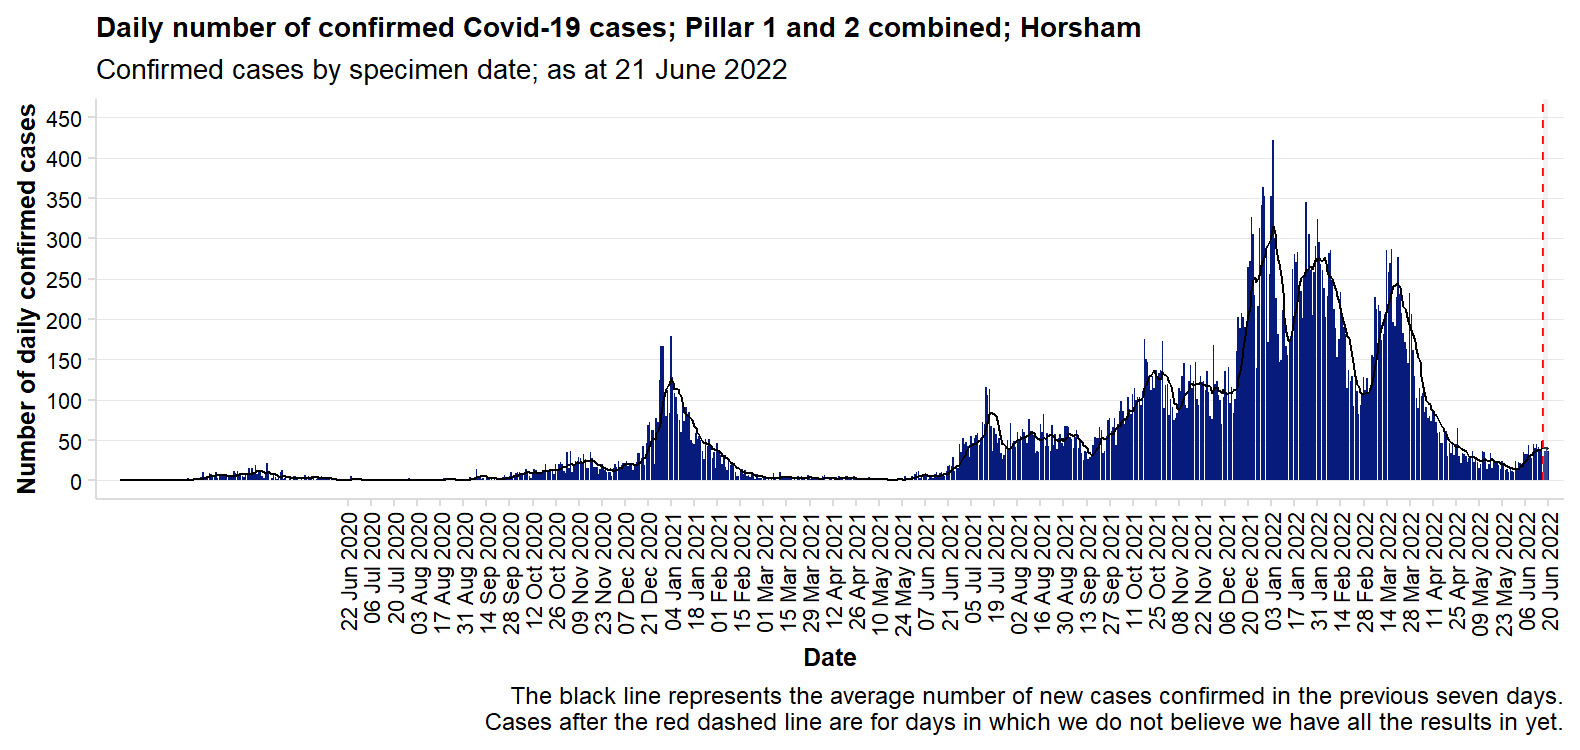 Daily number of confirmed Covid-19 cases; Pillar 1 and 2 combined; Horsham
Confirmed cases by specimen date; as at 21 June 2022
Number of daily confirmed cases
450
400
350
300
250
200
150
100
50
0
22 Jun 2020
06 Jul 2020
20 Jul 2020
03 Aug 2020
17 Aug 2020
31 Aug 2020
14 Sep 2020
28 Sep 2020
12 Oct 2020
26 Oct 2020
09 Nov 2020
23 Nov 2020
07 Dec 2020
21 Dec 2020
04 Jan 2021
18 Jan 2021
01 Feb 2021
15 Feb 2021
01 Mar 2021
15 Mar 2021
29 Mar 2021
12 Apr 2021
26 Apr 2021
10 May 2021
24 May 2021
07 Jun 2021
21 Jun 2021
05 Jul 2021
19 Jul 2021
02 Aug 2021
16 Aug 2021
30 Aug 2021
13 Sep 2021
27 Sep 2021
11 Oct 2021
25 Oct 2021
08 Nov 2021
22 Nov 2021
06 Dec 2021
20 Dec 2021
03 Jan 2022
17 Jan 2022
31 Jan 2022
14 Feb 2022
28 Feb 2022
14 Mar 2022
28 Mar 2022
11 Apr 2022
25 Apr 2022
09 May 2022
23 May 2022
06 Jun 2022
20 Jun 2022
Date
The black line represents the average number of new cases confirmed in the previous seven days.
Cases after the red dashed line are for days in which we do not believe we have all the results in yet.